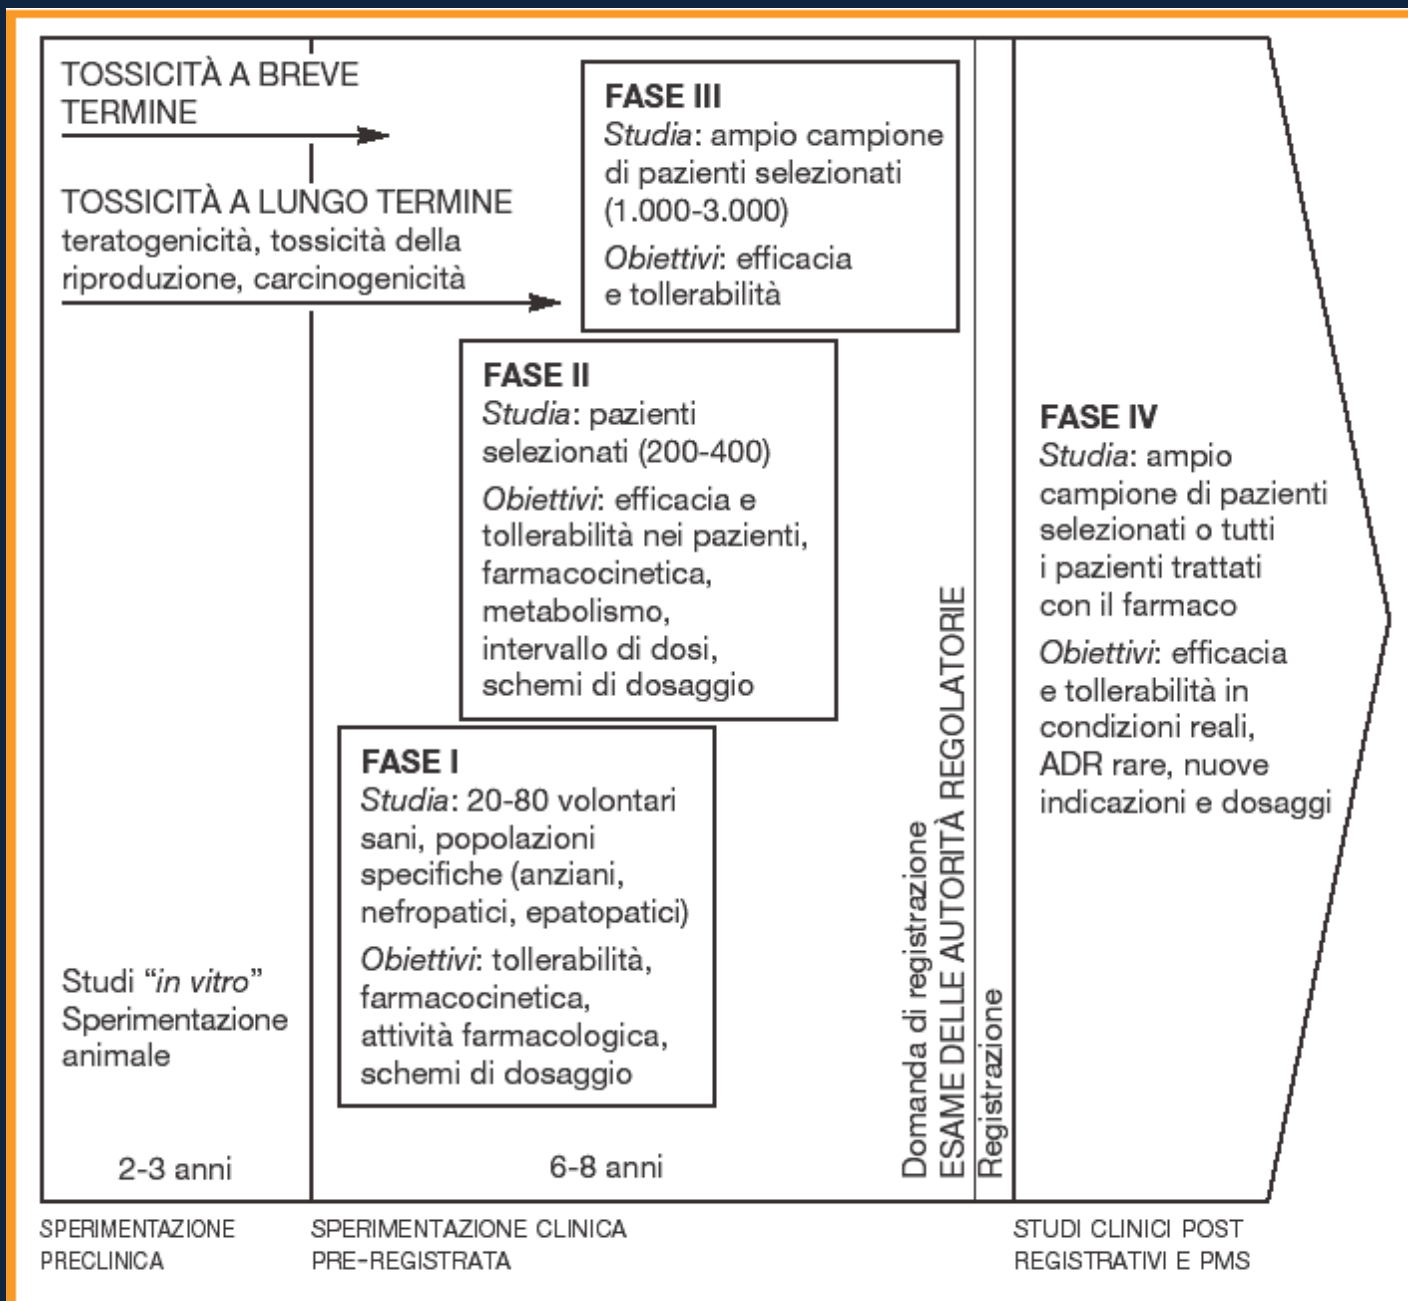 TOSSICITÀ A BREVE
TERMINE
TOSSICITÀ A LUNGO TERMINE
teratogenicità, tossicità della
riproduzione, carcinogenicità
Studi “in vitro”
Sperimentazione
animale
2-3 anni
FASE III
Studia: ampio campione
di pazienti selezionati
(1.000-3.000)
Obiettivi: efficacia
e tollerabilità
FASE II
Studia: pazienti
selezionati (200-400)
Obiettivi: efficacia e
tollerabilità nei pazienti,
farmacocinetica,
metabolismo,
intervallo di dosi,
schemi di dosaggio
FASE I
Studia: 20-80 volontari
sani, popolazioni
specifiche (anziani,
nefropatici, epatopatici)
Obiettivi: tollerabilità,
farmacocinetica,
attività farmacologica,
schemi di dosaggio
6-8 anni
Domanda di registrazione
ESAME DELLE AUTORITÀ REGOLATORIE
Registrazione
FASE IV
Studia: ampio
campione di pazienti
selezionati o tutti
i pazienti trattati
con il farmaco
Obiettivi: efficacia
e tollerabilità in
condizioni reali,
ADR rare, nuove
indicazioni e dosaggi
SPERIMENTAZIONE
PRECLINICA
SPERIMENTAZIONE CLINICA
PRE-REGISTRATA
STUDI CLINICI POST
REGISTRATIVI E PMS